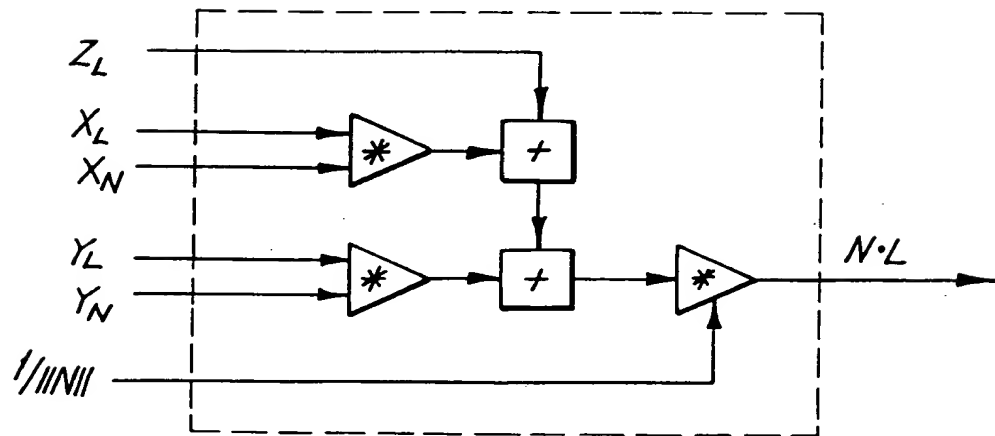 Z_L
X_L
*
+
X_N
Y_L
*
+
*
N·L
Y_N
1/||N||